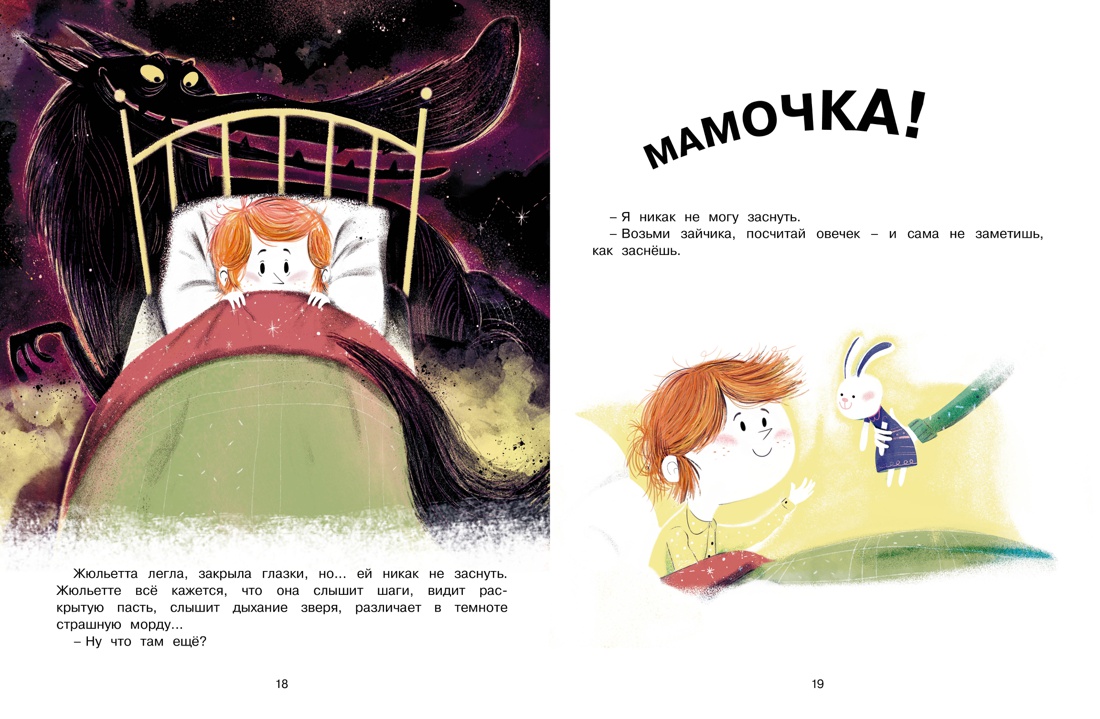 Жюльетта легла, закрыла глазки, но... ей никак не заснуть.
Жюльетте всё кажется, что она слышит шаги, видит рас-
крытую пасть, слышит дыхание зверя, различает в темноте
страшную морду...
– Ну что там ещё?
18
МАМОЧКА!
– Я никак не могу заснуть.
– Возьми зайчика, посчитай овечек – и сама не заметишь,
как заснёшь.
19